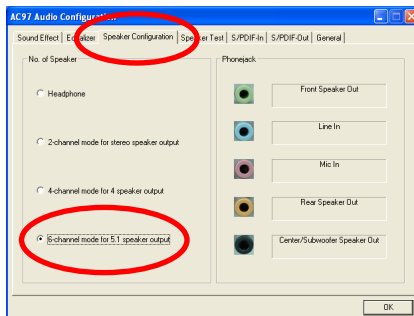 AC97 Audio Configuration
Sound Effect | Equalizer | Speaker Configuration | Speaker Test | S/PDIF-In | S/PDIF-Out | General
No. of Speaker
Phonejack
Headphone
Front Speaker Out
Line In
2-channel mode for stereo speaker output
Mic In
4-channel mode for 4 speaker output
Rear Speaker Out
6-channel mode for 5.1 speaker output
Center/Subwoofer Speaker Out
OK